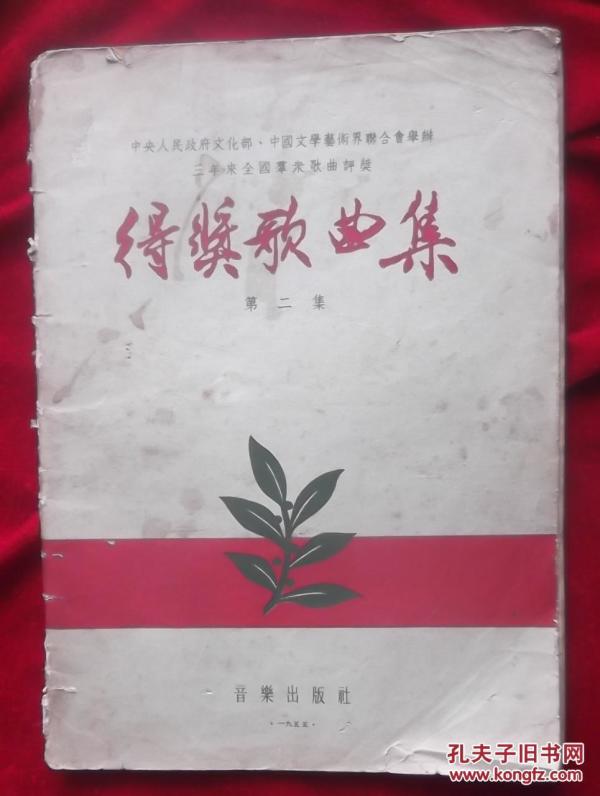 中央人民政府文化部、中國文學藝術界聯合會舉辦
三年來全國羣衆歌曲評獎
得獎歌曲集
第二集
音樂出版社
·一九五五·
孔夫子旧书网
www.kongfz.com